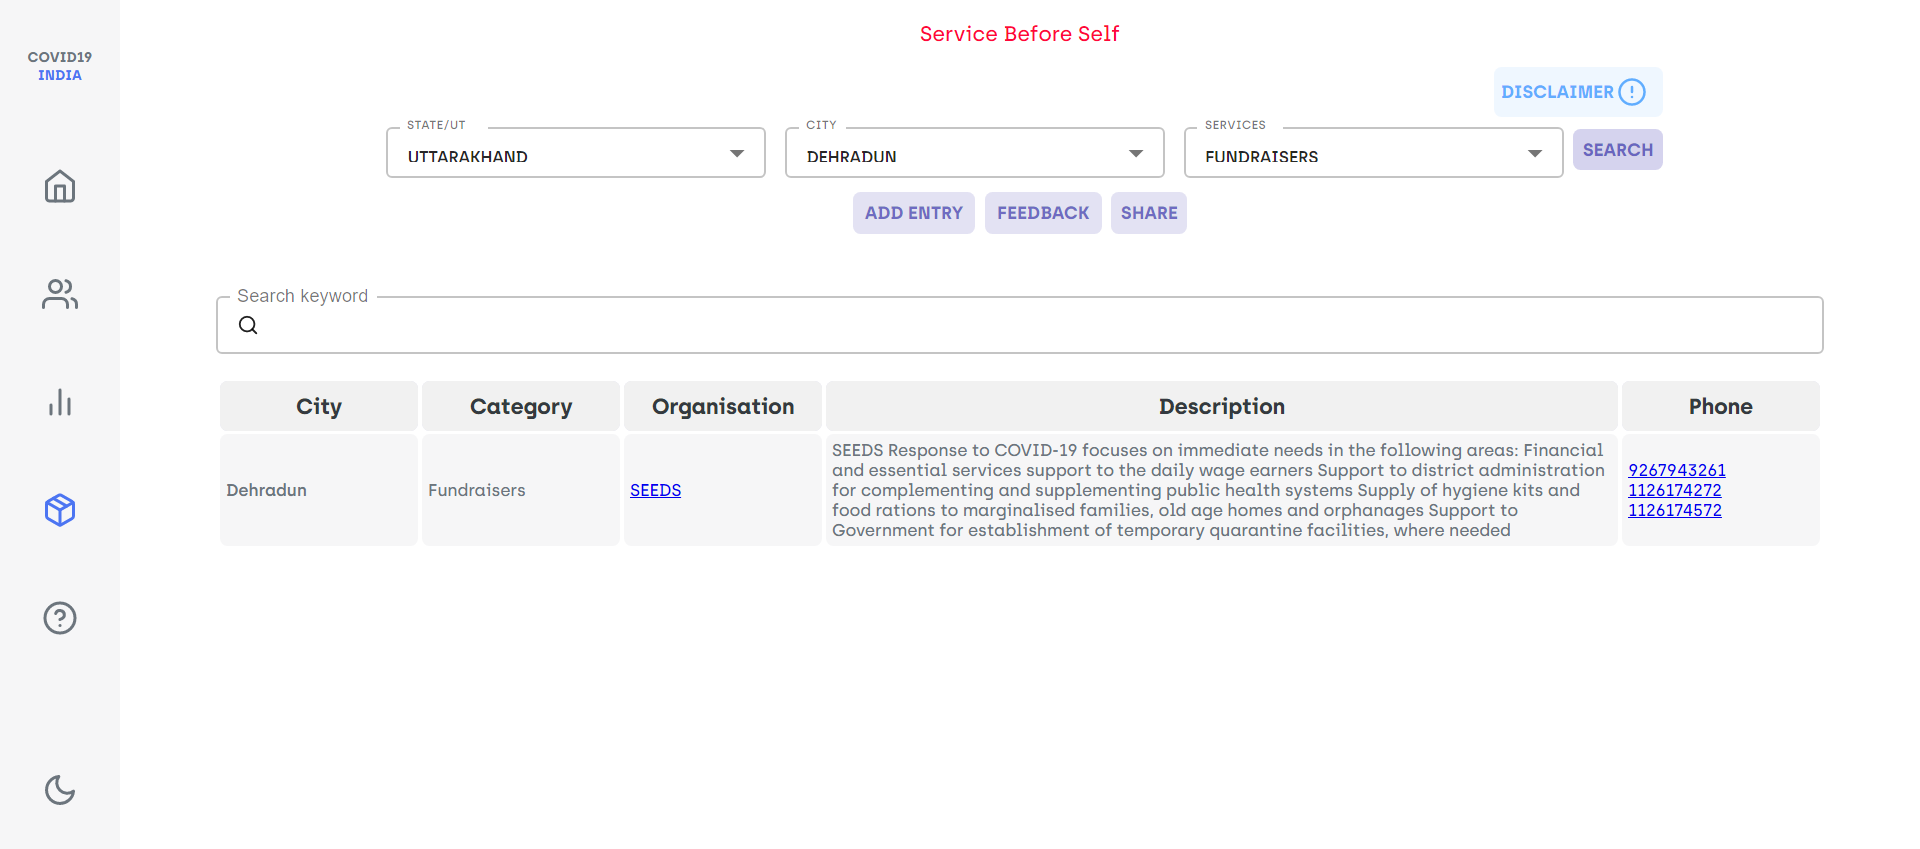 Service Before Self
COVID19
INDIA
DISCLAIMER
STATE/UT
CITY
SERVICES
UTTARAKHAND
DEHRADUN
FUNDRAISERS
SEARCH
ADD ENTRY
FEEDBACK
SHARE
Search keyword
City
Category
Organisation
Description
Phone
Dehradun
Fundraisers
SEEDS
SEEDS Response to COVID-19 focuses on immediate needs in the following areas: Financial
and essential services support to the daily wage earners Support to district administration
for complementing and supplementing public health systems Supply of hygiene kits and
food rations to marginalised families, old age homes and orphanages Support to
Government for establishment of temporary quarantine facilities, where needed
9267943261
1126174272
1126174572